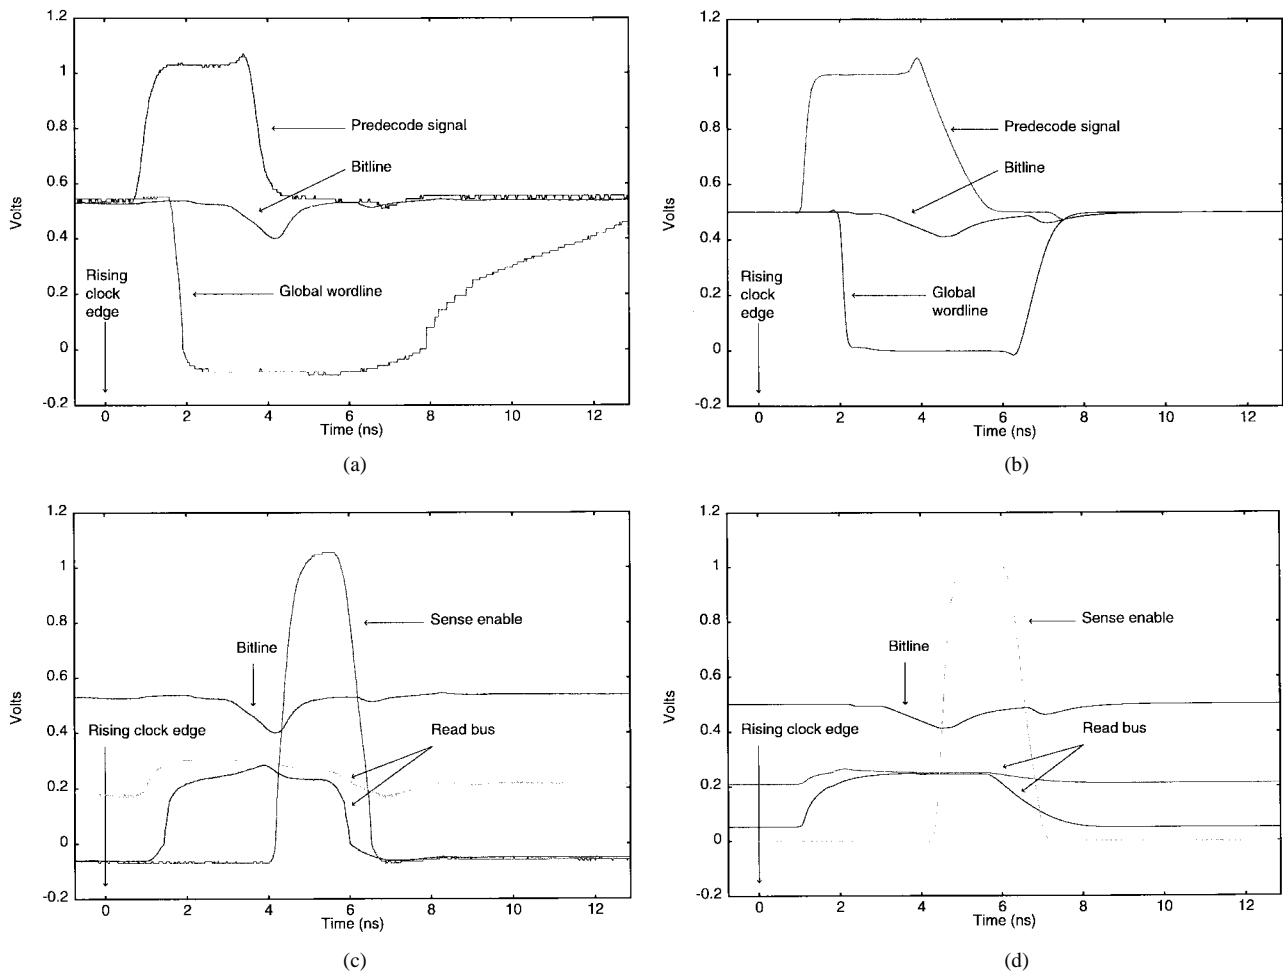 1.2
1
0.8
0.6
0.4
0.2
0
-0.2
Volts
Predecode signal
Bitline
Global wordline
Rising
clock
edge
0
2
4
6
8
10
12
Time (ns)
(a)
1.2
1
0.8
0.6
0.4
0.2
0
-0.2
Volts
Predecode signal
Bitline
Global
wordline
Rising
clock
edge
0
2
4
6
8
10
12
Time (ns)
(b)
1.2
1
0.8
0.6
0.4
0.2
0
-0.2
Volts
Sense enable
Bitline
Rising clock edge
Read bus
0
2
4
6
8
10
12
Time (ns)
(c)
1.2
1
0.8
0.6
0.4
0.2
0
-0.2
Volts
Sense enable
Bitline
Rising clock edge
Read bus
0
2
4
6
8
10
12
Time (ns)
(d)